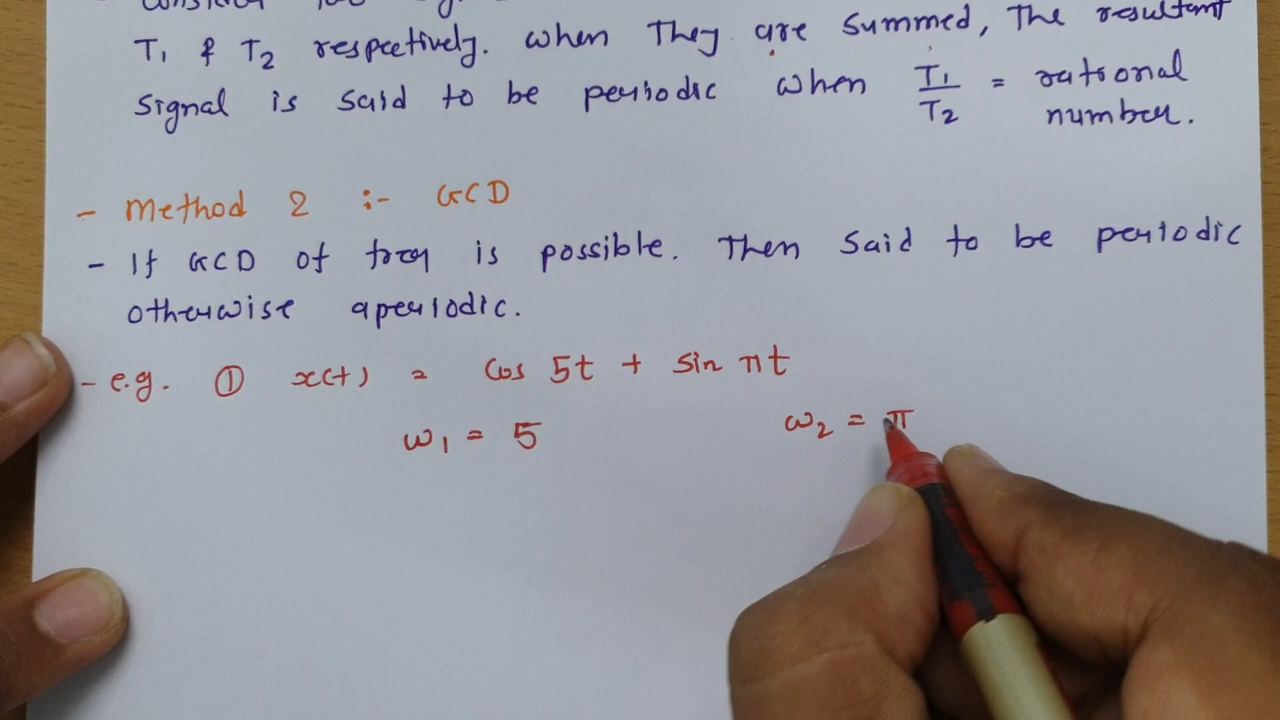 T₁ & T₂ respectively. when They are summed, The resultant
signal is said to be periodic when T₁/T₂ = rational number.
- Method 2 :- GCD
- If GCD of freq is possible. Then said to be periodic
otherwise aperiodic.
- e.g. ① x(t) = cos 5t + sin πt
ω₁ = 5 ω₂ = π